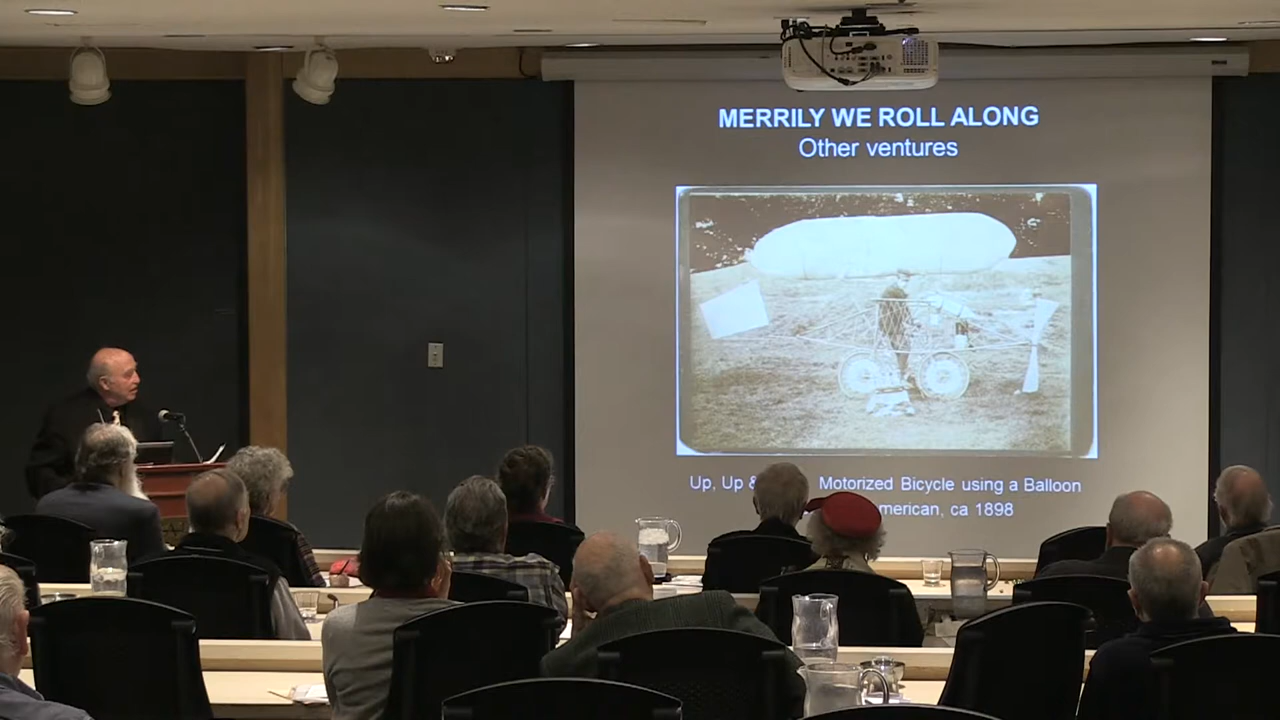 MERRILY WE ROLL ALONG
Other ventures
Up, Up & Motorized Bicycle using a Balloon
merican, ca 1898